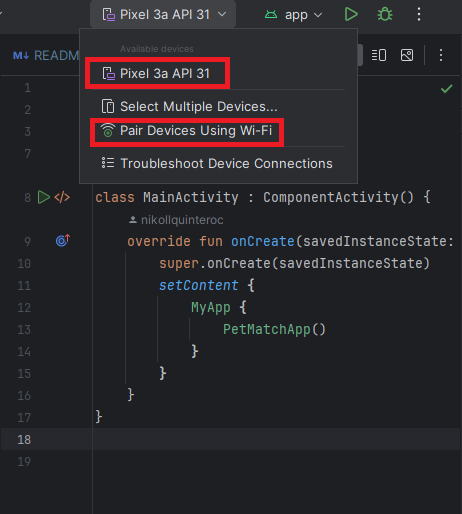 Pixel 3a API 31 app
README
Available devices
Pixel 3a API 31
Select Multiple Devices...
Pair Devices Using Wi-Fi
Troubleshoot Device Connections
1
2
3
7
8 class MainActivity : ComponentActivity() {
nikollquinteroc
9 override fun onCreate(savedInstanceState:
10 super.onCreate(savedInstanceState)
11 setContent {
12 MyApp {
13 PetMatchApp()
14 }
15 }
16 }
17 }
18
19